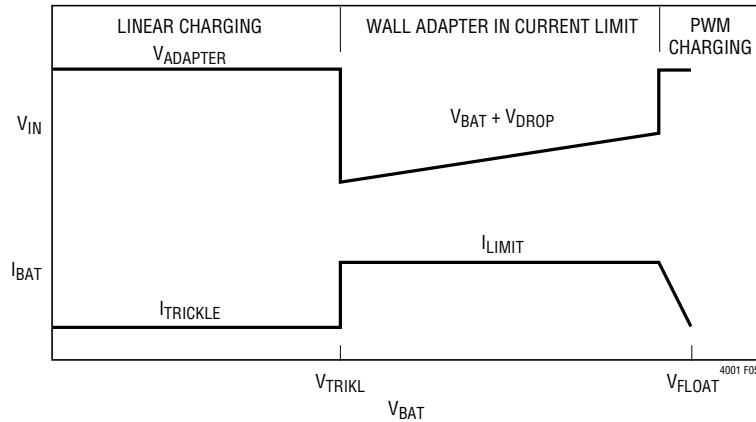 LINEAR CHARGING
WALL ADAPTER IN CURRENT LIMIT
PWM
CHARGING
VADAPTER
VIN
VBAT + VDROP
ILIMIT
IBAT
ITRICKLE
VTRIKL
VFLOAT
4001 F05
VBAT